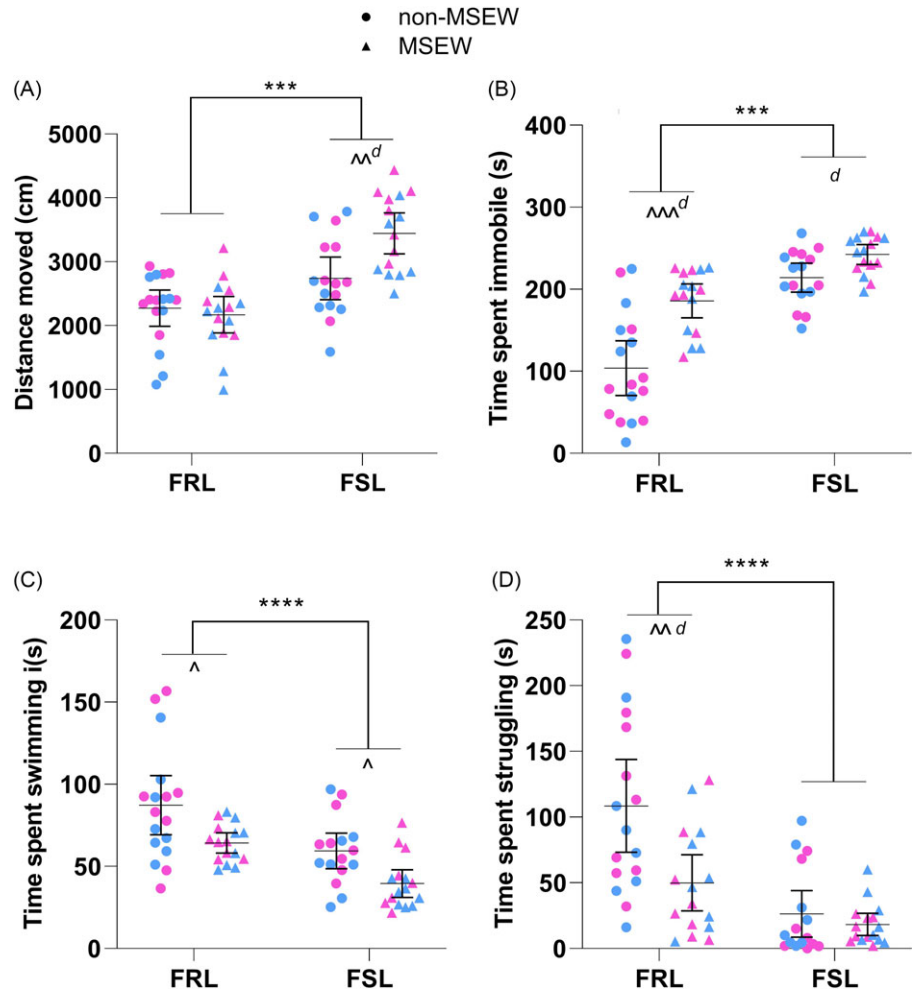 non-MSEW
MSEW
(A)
***
^^d
Distance moved (cm)
5000
4000
3000
2000
1000
0
FRL
FSL
(B)
***
^^^d
d
Time spent immobile (s)
400
300
200
100
0
FRL
FSL
(C)
****
^
^
Time spent swimming i(s)
200
150
100
50
0
FRL
FSL
(D)
****
^^ d
Time spent struggling (s)
250
200
150
100
50
0
FRL
FSL